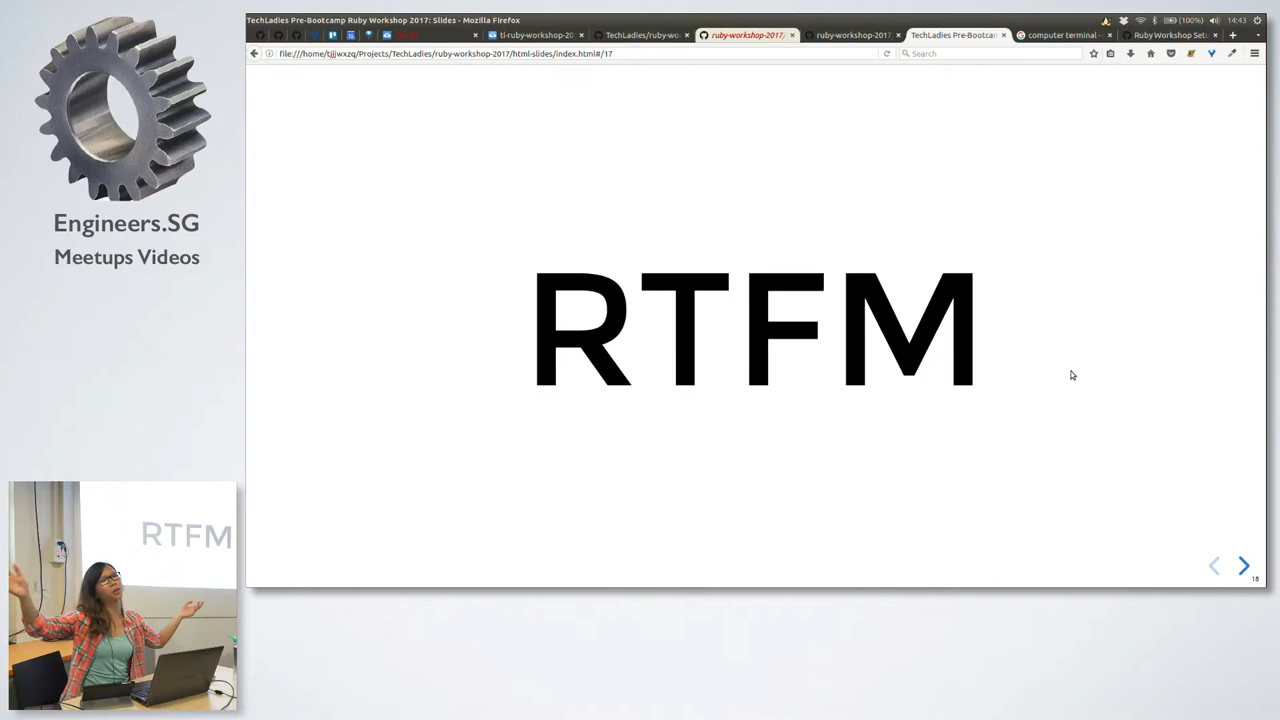 Engineers.SG
Meetups Videos
TechLadies Pre-Bootcamp Ruby Workshop 2017: Slides - Mozilla Firefox
(100%)
14:43
tl-ruby-workshop-20
TechLadies/ruby-wo
ruby-workshop-2017/
ruby-workshop-2017
TechLadies Pre-Bootcam
computer terminal -
Ruby Workshop Setu
file:///home/tjjjwxzq/Projects/TechLadies/ruby-workshop-2017/html-slides/index.html#/17
Search
RTFM
18
RTFM